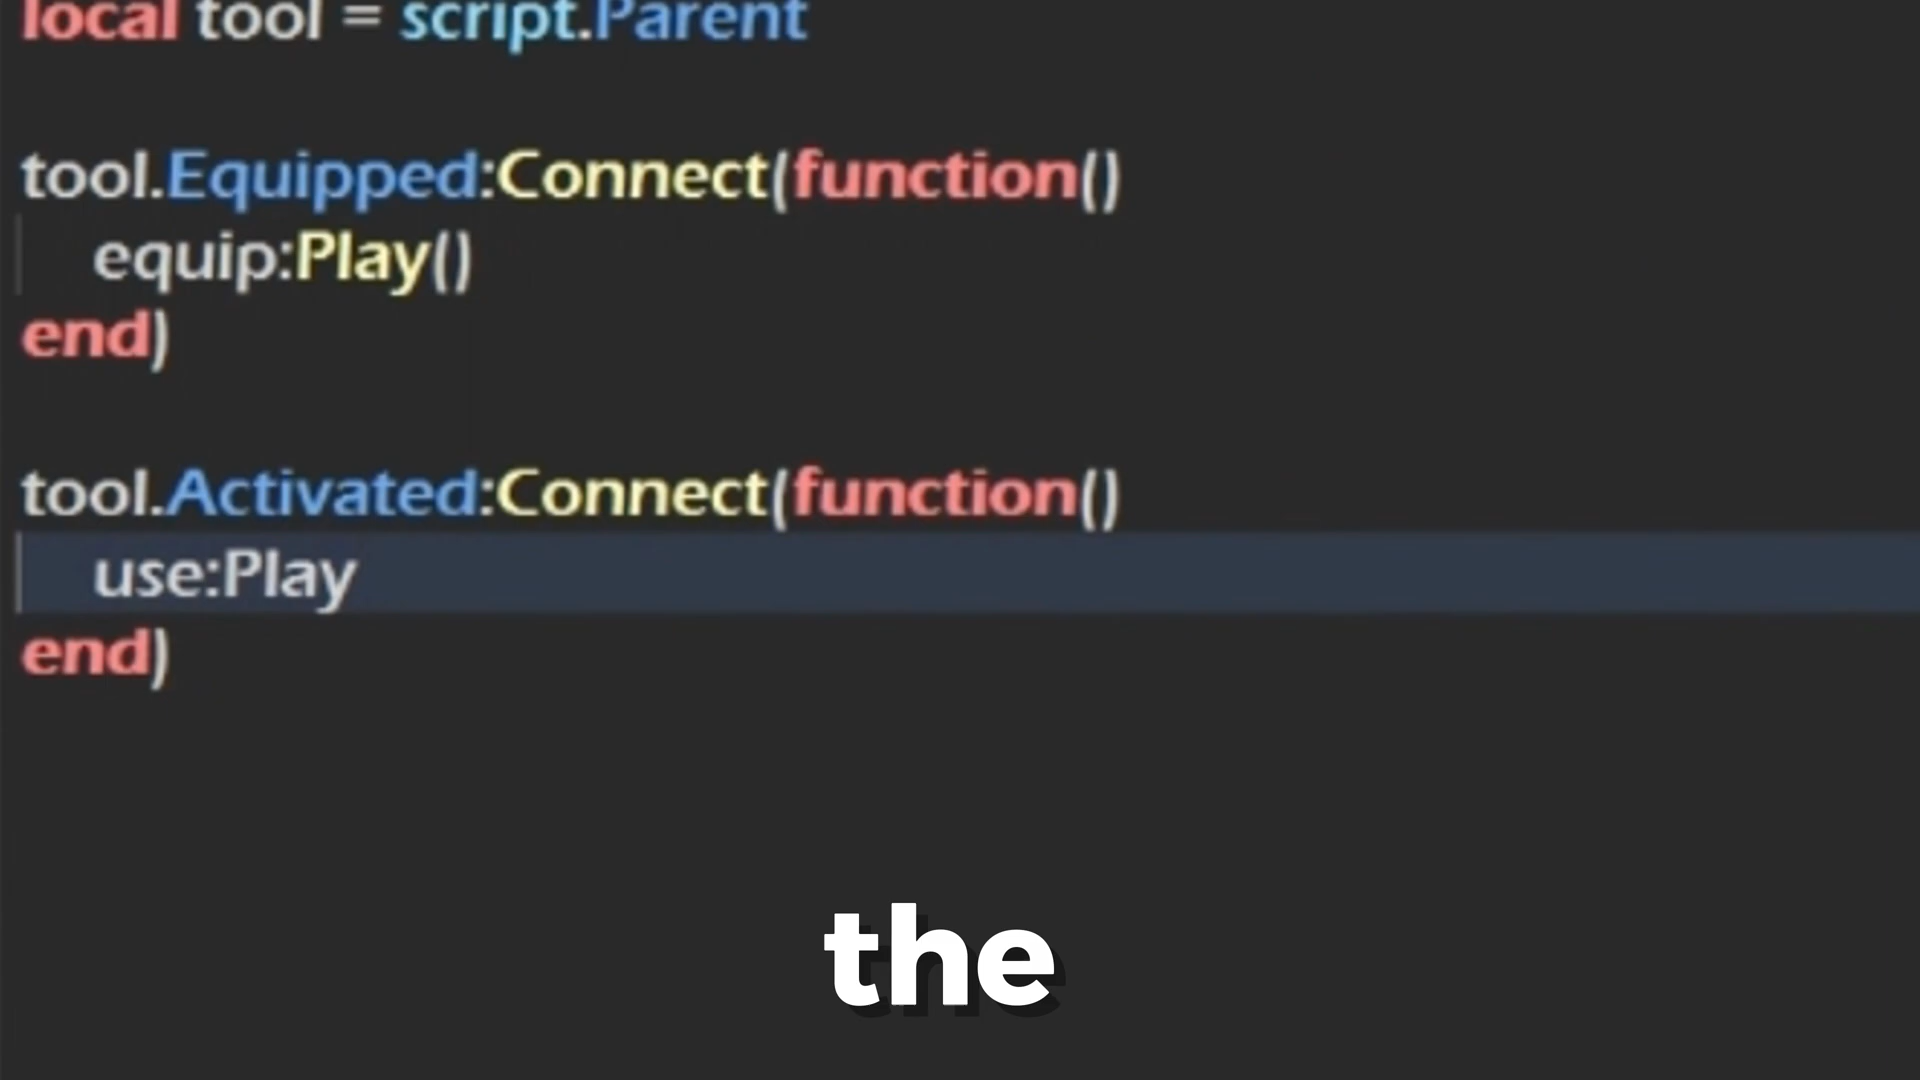 local tool = script.Parent
tool.Equipped:Connect(function()
equip:Play()
end)
tool.Activated:Connect(function()
use:Play
end)
the